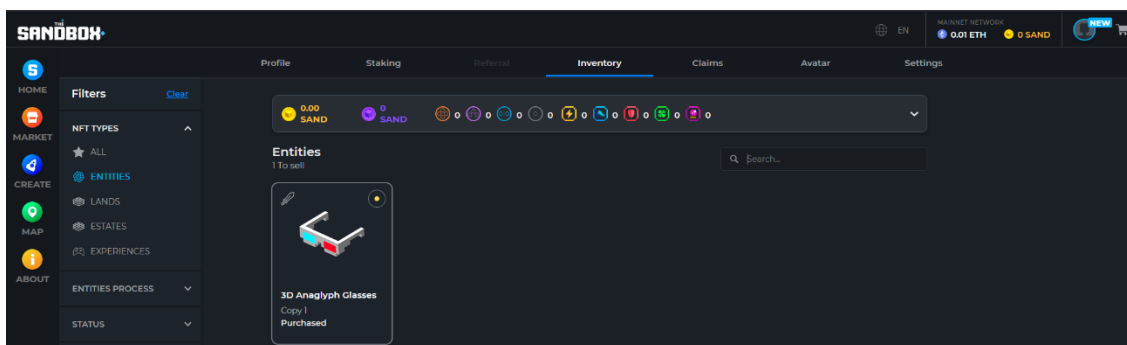 THE
SANDBOX
EN
MAINNET NETWORK
0.01 ETH
0 SAND
NEW
S
HOME
MARKET
CREATE
MAP
ABOUT
Profile
Staking
Referral
Inventory
Claims
Avatar
Settings
Filters
Clear
NFT TYPES
ALL
ENTITIES
LANDS
ESTATES
EXPERIENCES
ENTITIES PROCESS
STATUS
0.00
SAND
0
SAND
0 0 0 0 0 0 0 0 0
Entities
1 To sell
Search...
3D Anaglyph Glasses
Copy 1
Purchased